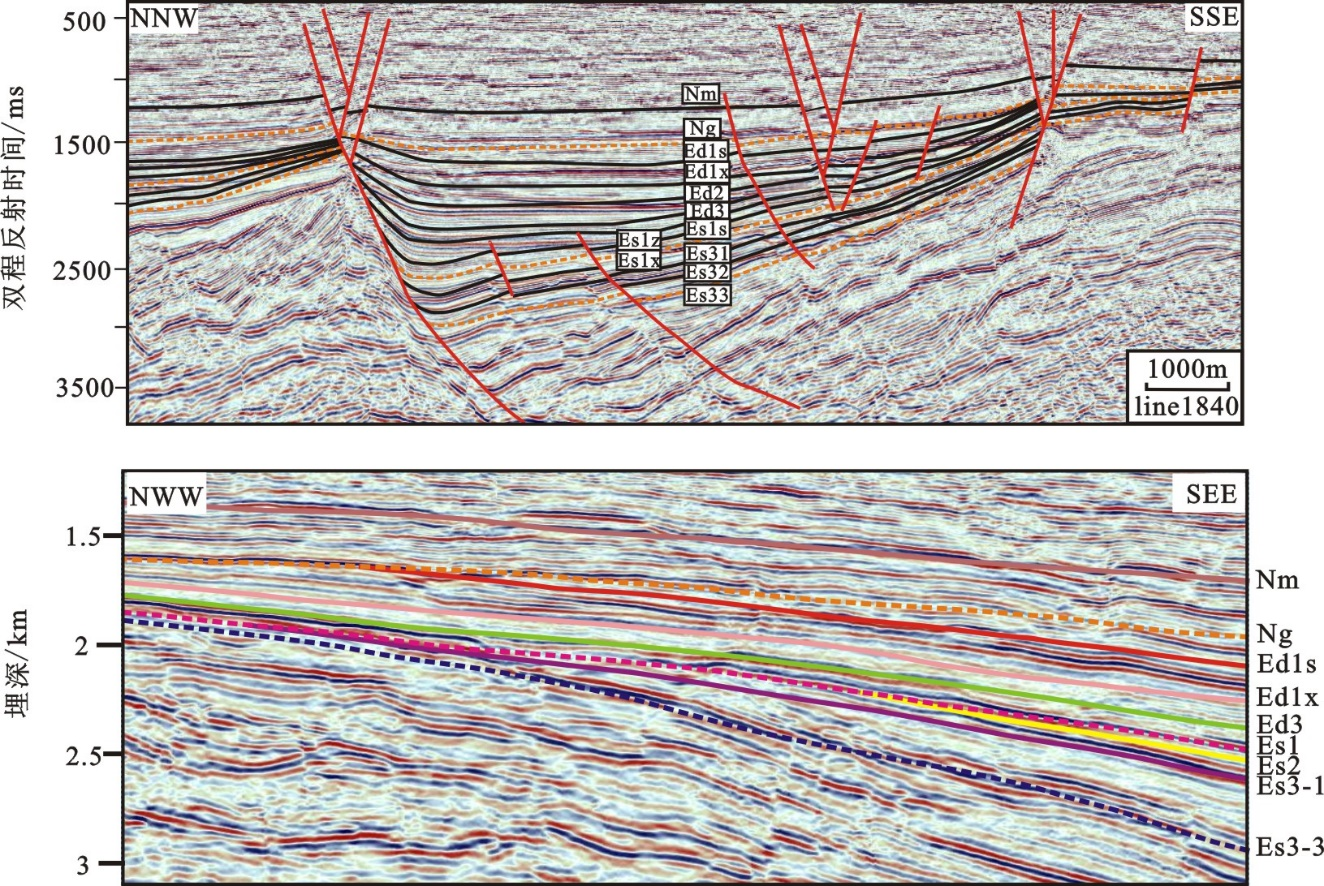 NNW
SSE
500
1500
2500
3500
双程反射时间/ms
Nm
Ng
Ed1s
Ed1x
Ed2
Ed3
Es1s
Es1z
Es1x
Es31
Es32
Es33
1000m
line1840
NWW
SEE
1.5
2
2.5
3
埋深/km
Nm
Ng
Ed1s
Ed1x
Ed3
Es1
Es2
Es3-1
Es3-3